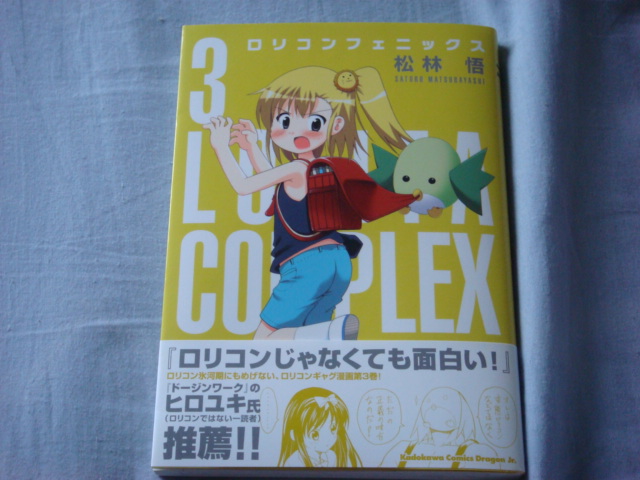 3
ロリコンフェニックス
松林 悟
SATORU MATSUBAYASHI
COMPLEX
『ロリコンじゃなくても面白い!』
ロリコン氷河期にもめげない、ロリコンギャグ漫画第3巻!
『ドージンワーク』の
ヒロユキ氏
(ロリコンではない一読者)
推薦!!
Kadokawa Comics Dragon Jr.